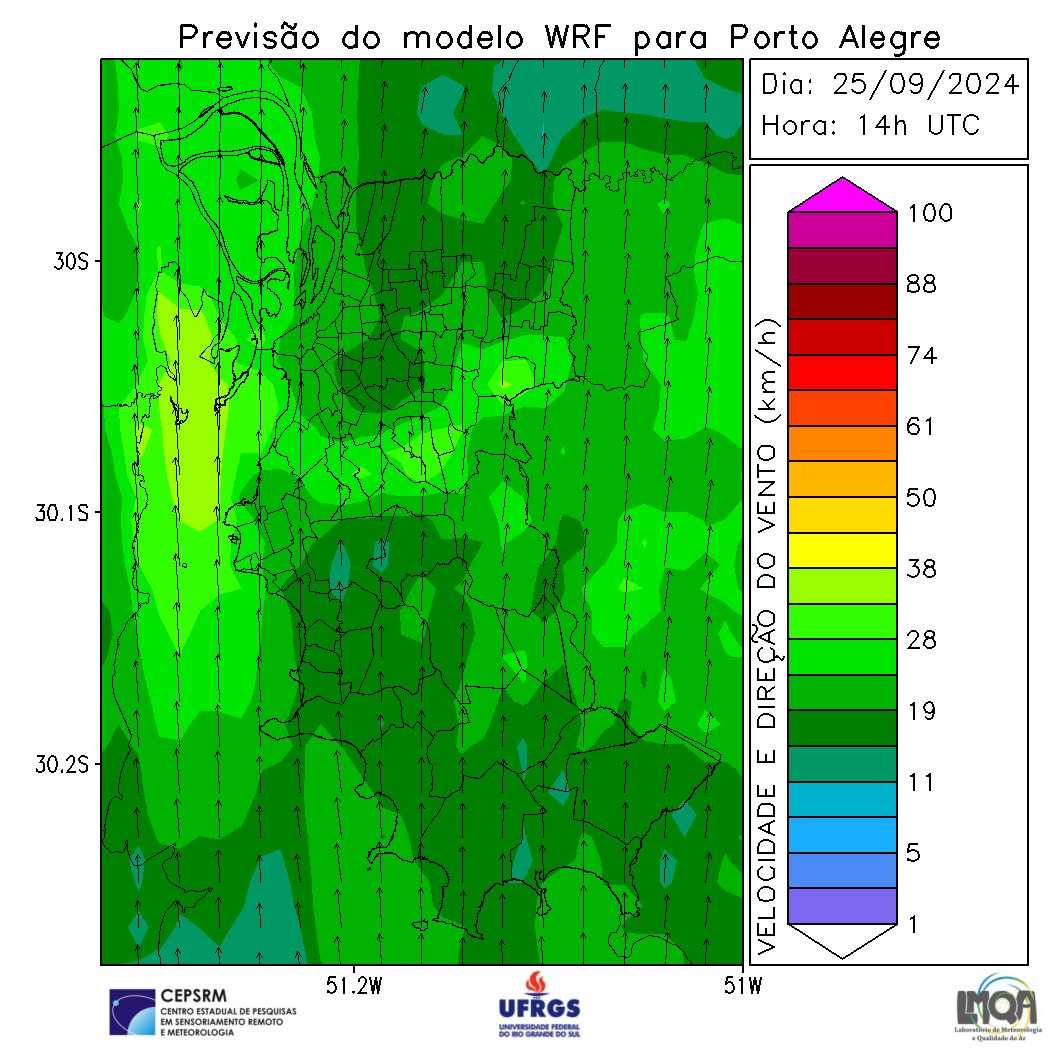 Previsão do modelo WRF para Porto Alegre
Dia: 25/09/2024
Hora: 14h UTC
30S
30.1S
30.2S
51.2W
51W
VELOCIDADE E DIREÇÃO DO VENTO (km/h)
100
88
74
61
50
38
28
19
11
5
1
CEPSRM
CENTRO ESTADUAL DE PESQUISAS
EM SENSORIAMENTO REMOTO
E METEOROLOGIA
UFRGS
UNIVERSIDADE FEDERAL
DO RIO GRANDE DO SUL
LMQA
Laboratório de Meteorologia
e Qualidade do Ar